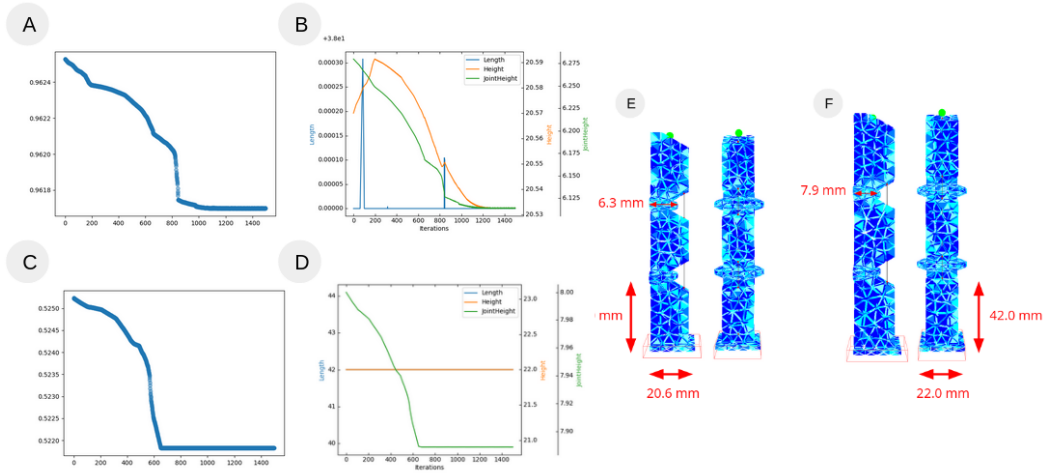 A
0.9624
0.9622
0.9620
0.9618
0 200 400 600 800 1000 1200 1400
B
+3.8e1
Length
Height
JointHeight
0.00030
0.00025
0.00020
0.00015
0.00010
0.00005
0.00000
Length
20.59
20.58
20.57
20.56
20.55
20.54
20.53
Height
6.275
6.250
6.225
6.200
6.175
6.150
6.125
JointHeight
0 200 400 600 800 1000 1200 1400
Iterations
C
0.5250
0.5240
0.5230
0.5220
0 200 400 600 800 1000 1200 1400
D
Length
Height
JointHeight
44
43
42
41
40
Length
23.0
22.5
22.0
21.5
21.0
Height
8.00
7.98
7.96
7.94
7.92
7.90
JointHeight
0 200 400 600 800 1000 1200 1400
Iterations
E
6.3 mm
mm
20.6 mm
F
7.9 mm
42.0 mm
22.0 mm